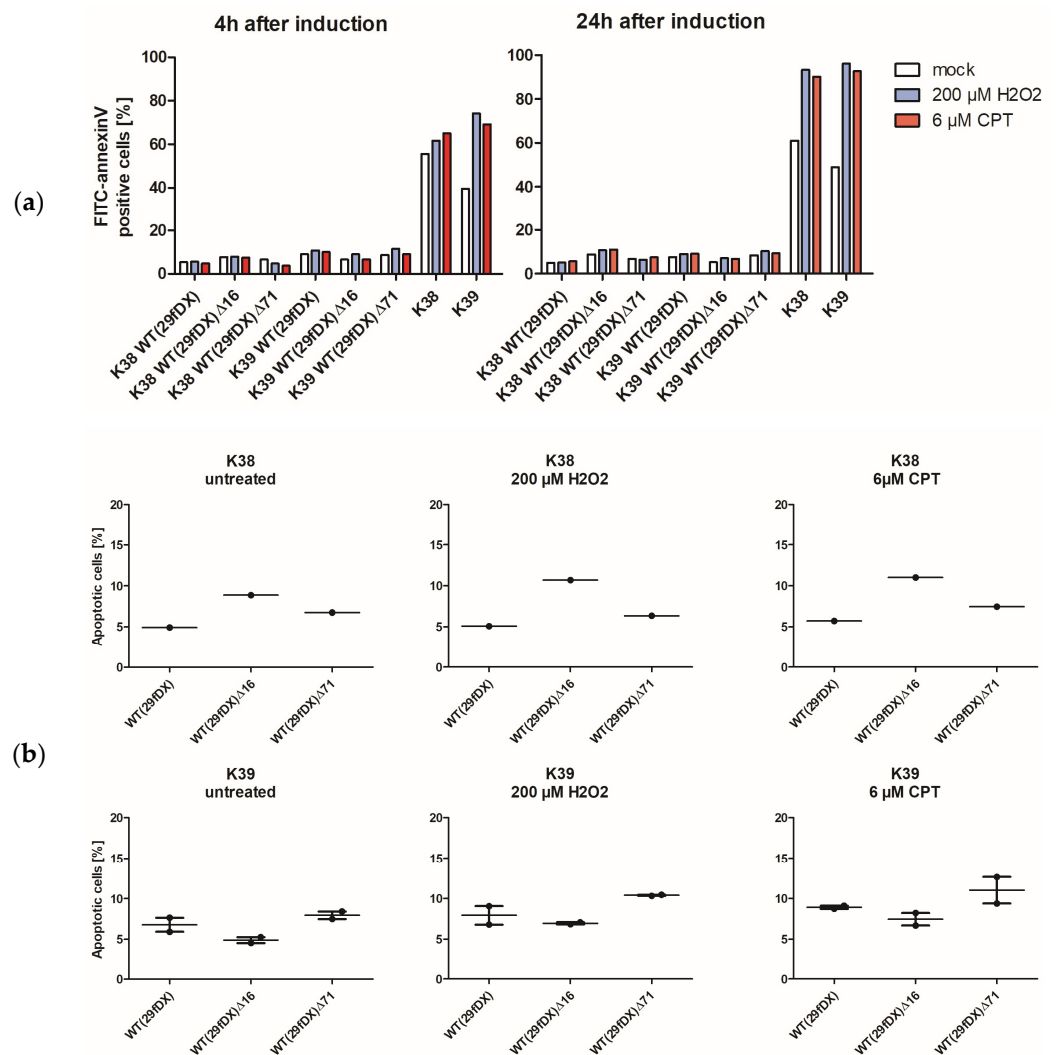 (a)
4h after induction
FITC-annexinV
positive cells [%]
100
80
60
40
20
0
K38 WT(29fDX)
K38 WT(29fDX)Δ16
K38 WT(29fDX)Δ71
K39 WT(29fDX)
K39 WT(29fDX)Δ16
K39 WT(29fDX)Δ71
K38
K39
24h after induction
100
80
60
40
20
0
K38 WT(29fDX)
K38 WT(29fDX)Δ16
K38 WT(29fDX)Δ71
K39 WT(29fDX)
K39 WT(29fDX)Δ16
K39 WT(29fDX)Δ71
K38
K39
mock
200 µM H2O2
6 µM CPT
(b)
K38
untreated
Apoptotic cells [%]
20
15
10
5
0
WT(29fDX)
WT(29fDX)Δ16
WT(29fDX)Δ71
K38
200 µM H2O2
20
15
10
5
0
WT(29fDX)
WT(29fDX)Δ16
WT(29fDX)Δ71
K38
6µM CPT
20
15
10
5
0
WT(29fDX)
WT(29fDX)Δ16
WT(29fDX)Δ71
K39
untreated
Apoptotic cells [%]
20
15
10
5
0
WT(29fDX)
WT(29fDX)Δ16
WT(29fDX)Δ71
K39
200 µM H2O2
20
15
10
5
0
WT(29fDX)
WT(29fDX)Δ16
WT(29fDX)Δ71
K39
6 µM CPT
20
15
10
5
0
WT(29fDX)
WT(29fDX)Δ16
WT(29fDX)Δ71